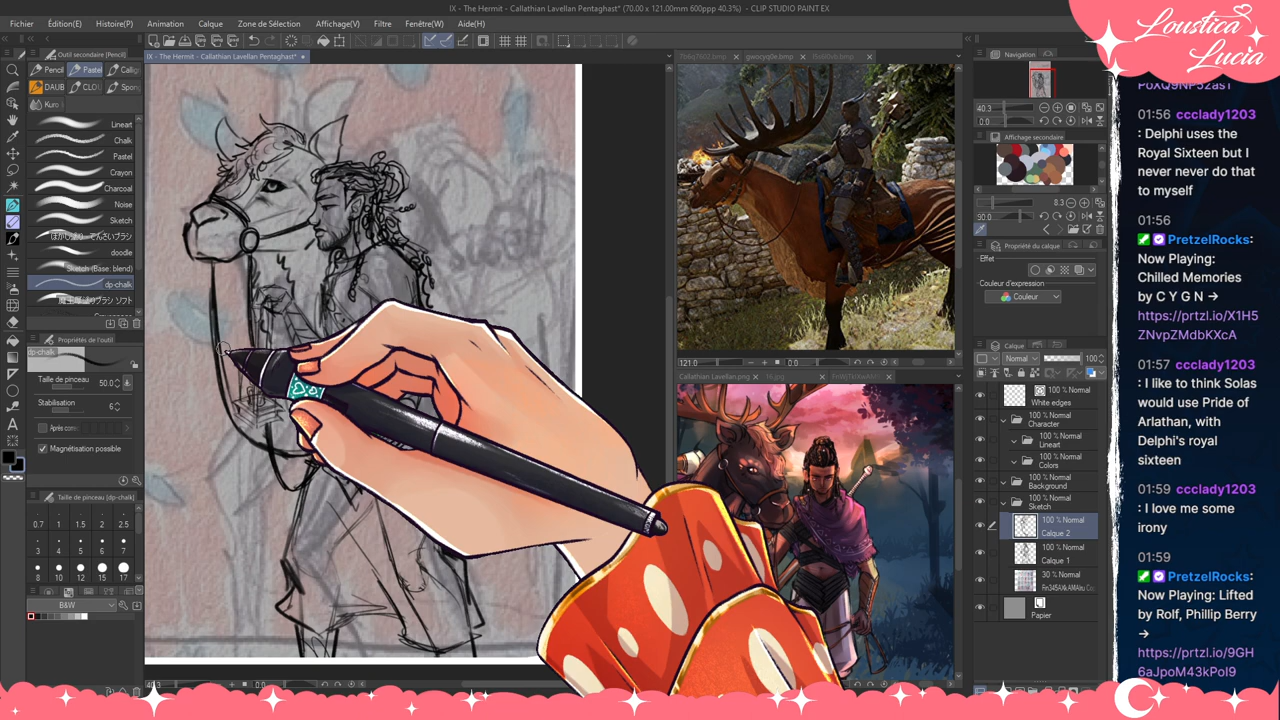 IX - The Hermit - Callathian Lavellan Pentaghast* (70.00 x 121.00mm 600ppp 40.3%) - CLIP STUDIO PAINT EX
Fichier
Édition(E)
Histoire(P)
Animation
Calque
Zone de Sélection
Affichage(V)
Filtre
Fenêtre(W)
Aide(H)
Outil secondaire [Pencil]
Pencil
Pastel
Callig
DAUB
CLO
Spon
Kuro
Lineart
Chalk
Pastel
Crayon
Charcoal
Noise
Sketch
doodle
Sketch (Base: blend)
dp-chalk
Propriétés de l'outil
dp-chalk
Taille de pinceau 50.0
Stabilisation 6
Après corr
Magnétisation possible
Taille de pinceau [dp-chalk]
0.7 1 1.5 2 2.5
3 4 5 6 7
8 10 12 15 17
B&W
IX - The Hermit - Callathian Lavellan Pentaghast*
gwocyq0e.bmp
121.0
0.0
Callathian Lavellan.png
Navigation
40.3
0.0
Affichage secondaire
8.3
90.0
Propriété du calque
Effet
Couleur d'expression
Couleur
Calque
Normal
100
100 % Normal
White edges
100 % Normal
Character
100 % Normal
Lineart
100 % Normal
Colors
100 % Normal
Background
100 % Normal
Sketch
100 % Normal
Calque 2
100 % Normal
Calque 1
30 % Normal
Papier
Loustica
Lucia
01:56 ccclady1203
: Delphi uses the
Royal Sixteen but I
never never do that
to myself
01:56
PretzelRocks:
Now Playing:
Chilled Memories
by C Y G N →
https://prtzl.io/X1H5
ZNvpZMdbKXcA
01:57 ccclady1203
: I like to think Solas
would use Pride of
Arlathan, with
Delphi's royal
sixteen
01:59 ccclady1203
: I love me some
irony
01:59
PretzelRocks:
Now Playing: Lifted
by Rolf, Phillip Berry
→
https://prtzl.io/9GH
6aJpoM43kPol9